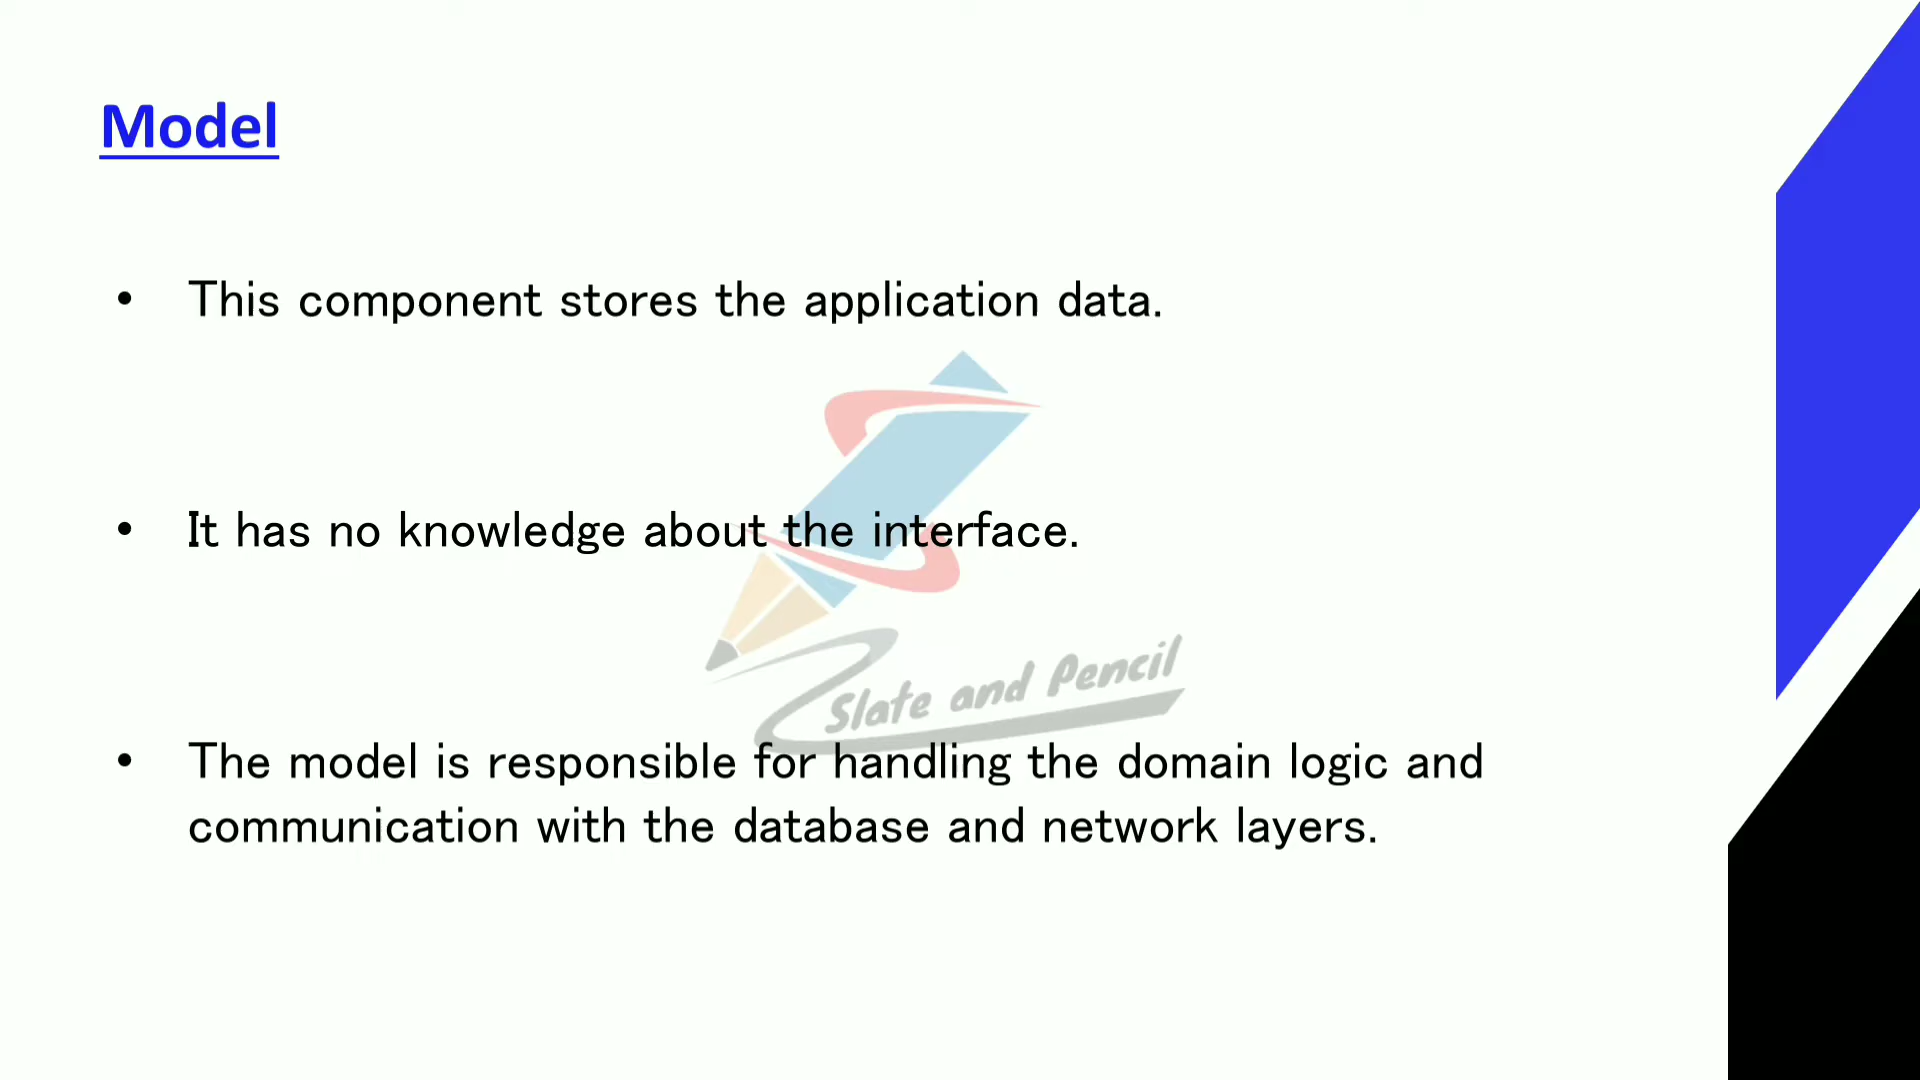 Model
• This component stores the application data.
• It has no knowledge about the interface.
Slate and Pencil
• The model is responsible for handling the domain logic and
communication with the database and network layers.